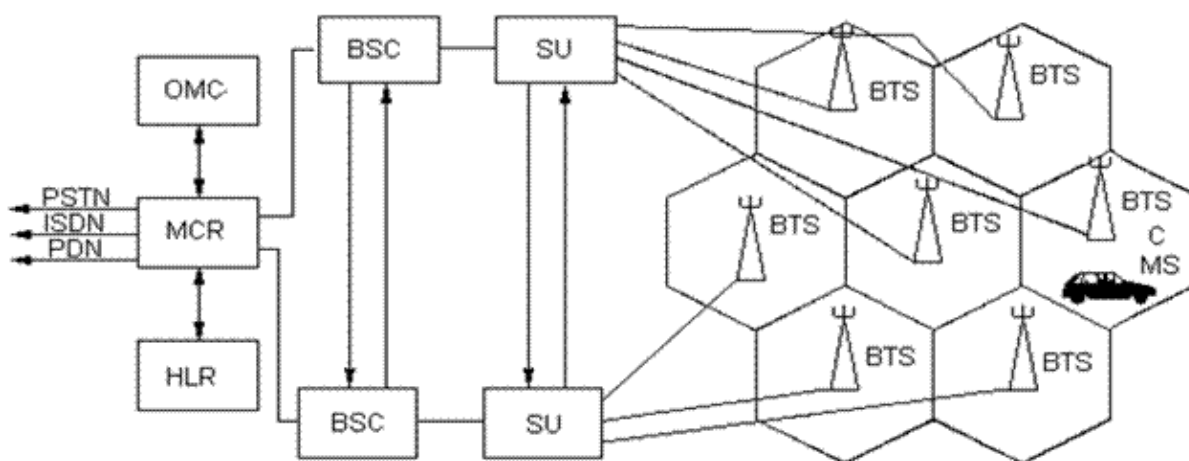 BSC
SU
OMC
BTS
BTS
PSTN
ISDN
PDN
MCR
BTS
BTS
BTS
C
MS
HLR
BSC
SU
BTS
BTS